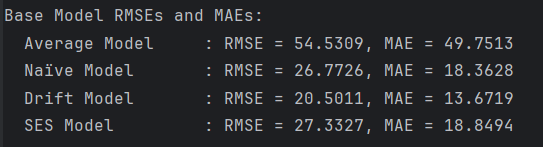 Base Model RMSEs and MAEs:
  Average Model     : RMSE = 54.5309, MAE = 49.7513
  Naïve Model       : RMSE = 26.7726, MAE = 18.3628
  Drift Model       : RMSE = 20.5011, MAE = 13.6719
  SES Model         : RMSE = 27.3327, MAE = 18.8494